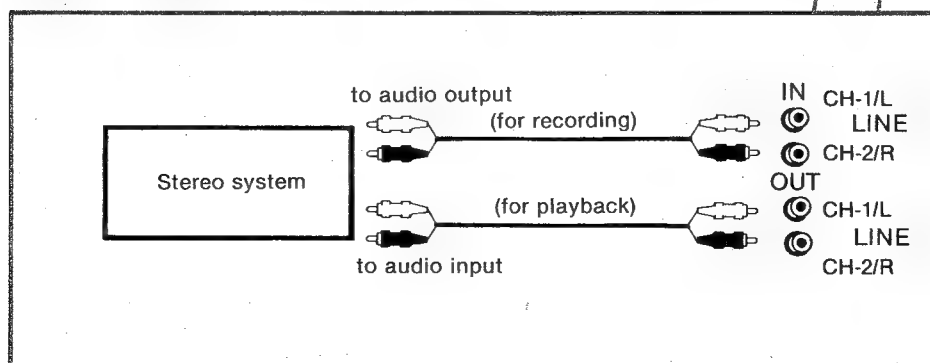 to audio output
(for recording)
IN CH-1/L
LINE
CH-2/R
Stereo system
OUT
(for playback)
CH-1/L
LINE
to audio input
CH-2/R